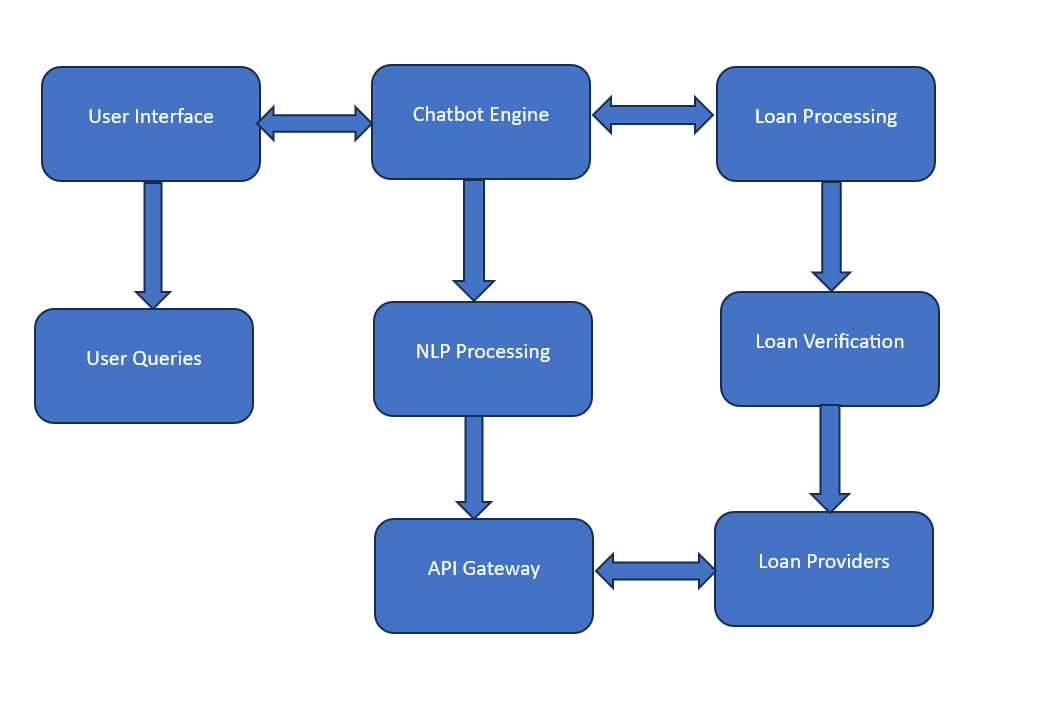 User Interface
Chatbot Engine
Loan Processing
User Queries
NLP Processing
Loan Verification
API Gateway
Loan Providers